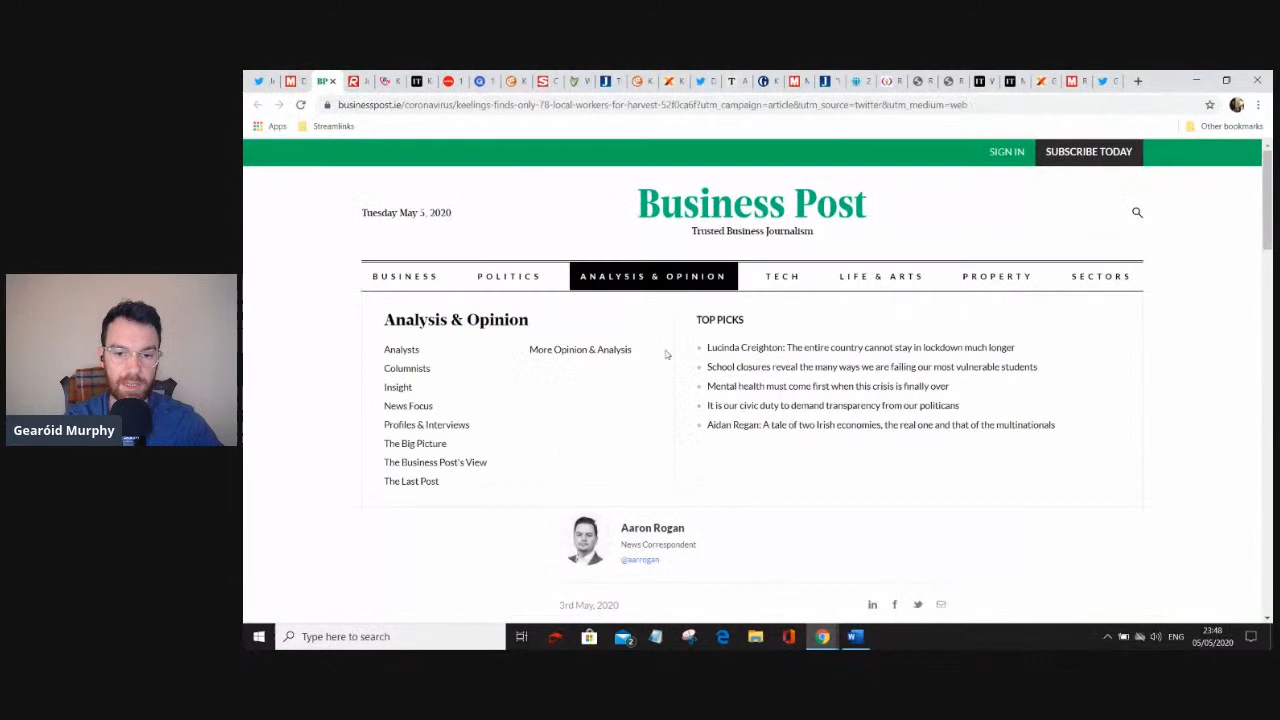 businesspost.ie/coronavirus/keelings-finds-only-78-local-workers-for-harvest-52f0ca6f?utm_campaign=article&utm_source=twitter&utm_medium=web
Apps
Streamlinks
Other bookmarks
SIGN IN
SUBSCRIBE TODAY
Tuesday May 5, 2020
Business Post
Trusted Business Journalism
BUSINESS
POLITICS
ANALYSIS & OPINION
TECH
LIFE & ARTS
PROPERTY
SECTORS
Analysis & Opinion
Analysts
More Opinion & Analysis
Columnists
Insight
News Focus
Profiles & Interviews
The Big Picture
The Business Post's View
The Last Post
TOP PICKS
Lucinda Creighton: The entire country cannot stay in lockdown much longer
School closures reveal the many ways we are failing our most vulnerable students
Mental health must come first when this crisis is finally over
It is our civic duty to demand transparency from our politicans
Aidan Regan: A tale of two Irish economies, the real one and that of the multinationals
Aaron Rogan
News Correspondent
@aarrogan
3rd May, 2020
Gearóid Murphy
Type here to search
ENG
23:48
05/05/2020